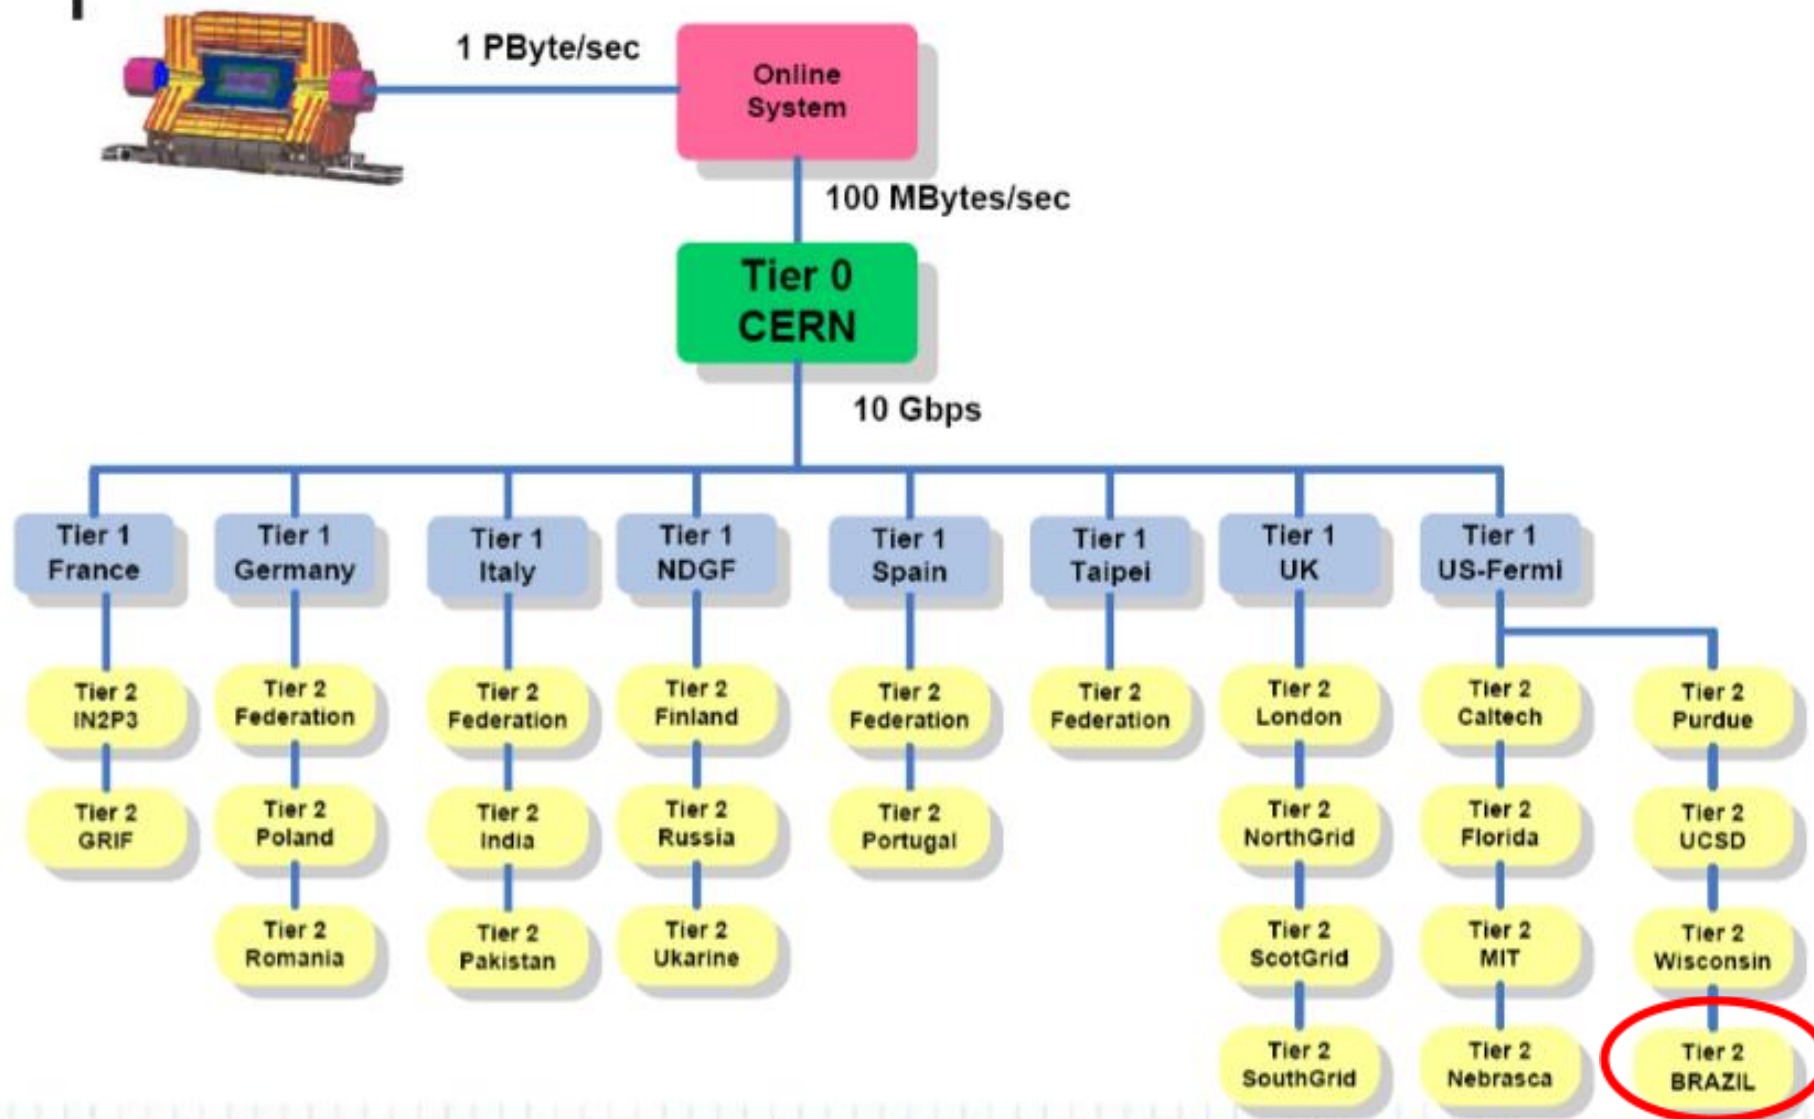 1 PByte/sec
Online
System
100 MBytes/sec
Tier 0
CERN
10 Gbps
Tier 1
France
Tier 1
Germany
Tier 1
Italy
Tier 1
NDGF
Tier 1
Spain
Tier 1
Taipei
Tier 1
UK
Tier 1
US-Fermi
Tier 2
IN2P3
Tier 2
Federation
Tier 2
Federation
Tier 2
Finland
Tier 2
Federation
Tier 2
Federation
Tier 2
London
Tier 2
Caltech
Tier 2
Purdue
Tier 2
GRIF
Tier 2
Poland
Tier 2
India
Tier 2
Russia
Tier 2
Portugal
Tier 2
NorthGrid
Tier 2
Florida
Tier 2
UCSD
Tier 2
Romania
Tier 2
Pakistan
Tier 2
Ukarine
Tier 2
ScotGrid
Tier 2
MIT
Tier 2
Wisconsin
Tier 2
SouthGrid
Tier 2
Nebrasca
Tier 2
BRAZIL